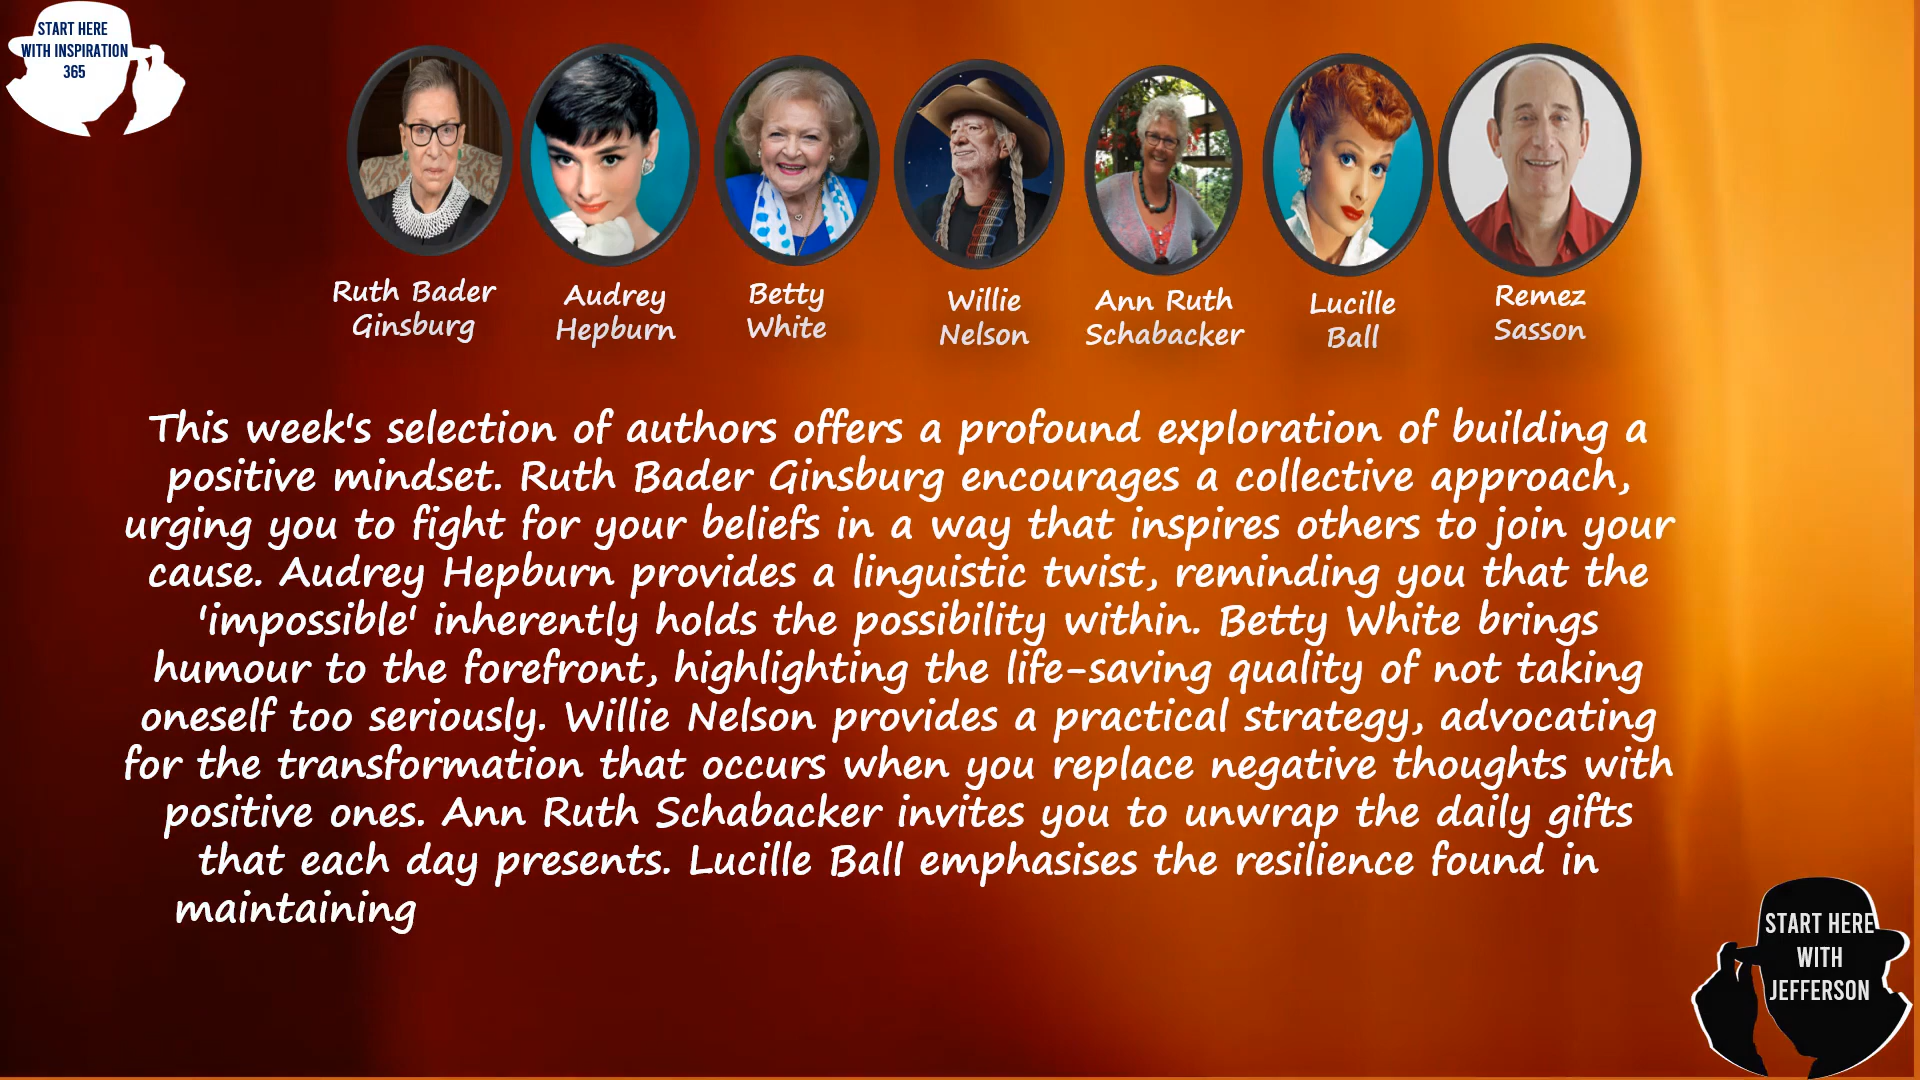 START HERE
WITH INSPIRATION
365
Ruth Bader
Ginsburg
Audrey
Hepburn
Betty
White
Willie
Nelson
Ann Ruth
Schabacker
Lucille
Ball
Remez
Sasson
This week's selection of authors offers a profound exploration of building a
positive mindset. Ruth Bader Ginsburg encourages a collective approach,
urging you to fight for your beliefs in a way that inspires others to join your
cause. Audrey Hepburn provides a linguistic twist, reminding you that the
'impossible' inherently holds the possibility within. Betty White brings
humour to the forefront, highlighting the life-saving quality of not taking
oneself too seriously. Willie Nelson provides a practical strategy, advocating
for the transformation that occurs when you replace negative thoughts with
positive ones. Ann Ruth Schabacker invites you to unwrap the daily gifts
that each day presents. Lucille Ball emphasises the resilience found in
maintaining
START HERE
WITH
JEFFERSON